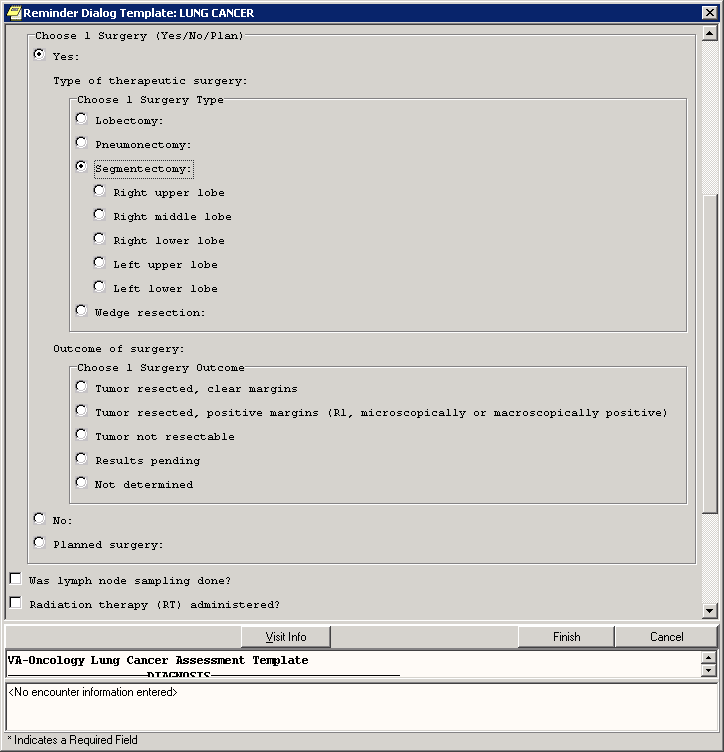 Reminder Dialog Template: LUNG CANCER
Choose 1 Surgery (Yes/No/Plan)
Yes:
Type of therapeutic surgery:
Choose 1 Surgery Type
Lobectomy:
Pneumonectomy:
Segmentectomy:
Right upper lobe
Right middle lobe
Right lower lobe
Left upper lobe
Left lower lobe
Wedge resection:
Outcome of surgery:
Choose 1 Surgery Outcome
Tumor resected, clear margins
Tumor resected, positive margins (R1, microscopically or macroscopically positive)
Tumor not resectable
Results pending
Not determined
No:
Planned surgery:
Was lymph node sampling done?
Radiation therapy (RT) administered?
Visit Info Finish Cancel
VA-Oncology Lung Cancer Assessment Template
DIAGNOSIS
<No encounter information entered>
* Indicates a Required Field